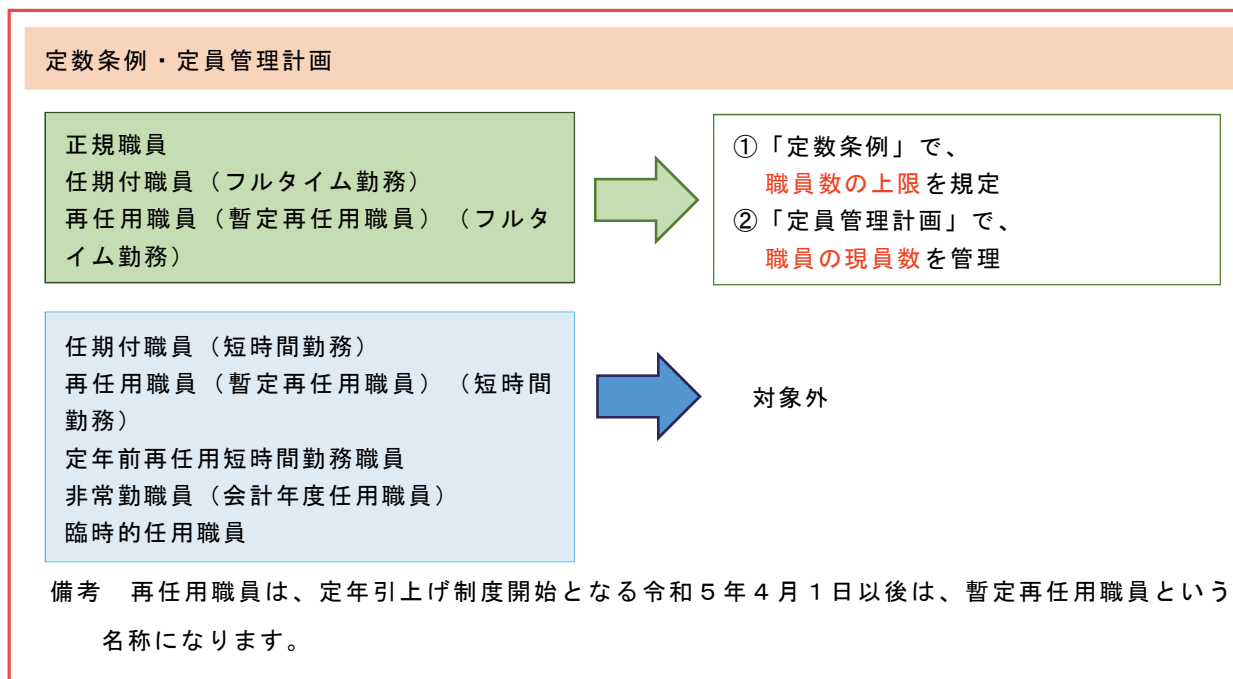 定数条例・定員管理計画
正規職員
任期付職員（フルタイム勤務）
再任用職員（暫定再任用職員）（フルタ
イム勤務）
①「定数条例」で、
職員数の上限を規定
②「定員管理計画」で、
職員の現員数を管理
任期付職員（短時間勤務）
再任用職員（暫定再任用職員）（短時間
勤務）
定年前再任用短時間勤務職員
非常勤職員（会計年度任用職員）
臨時的任用職員
対象外
備考　再任用職員は、定年引上げ制度開始となる令和５年４月１日以後は、暫定再任用職員という
名称になります。